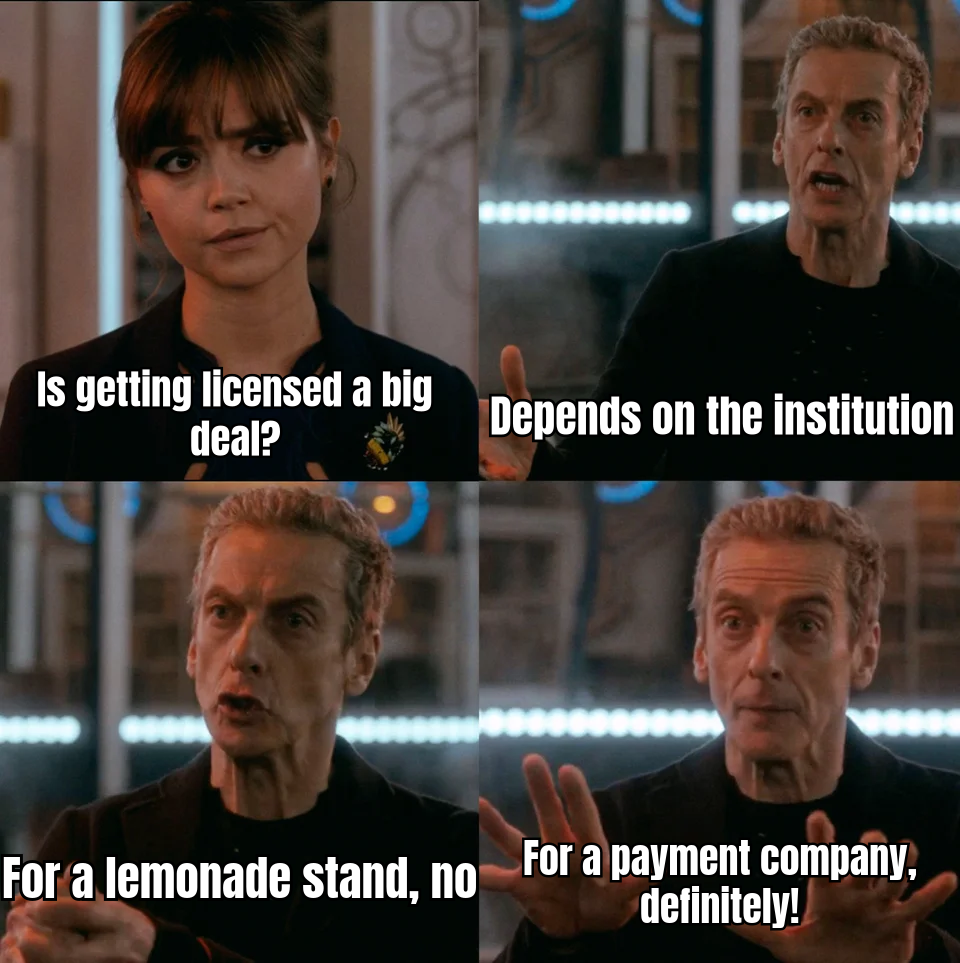 Is getting licensed a big
deal?
Depends on the institution
For a lemonade stand, no
For a payment company,
definitely!